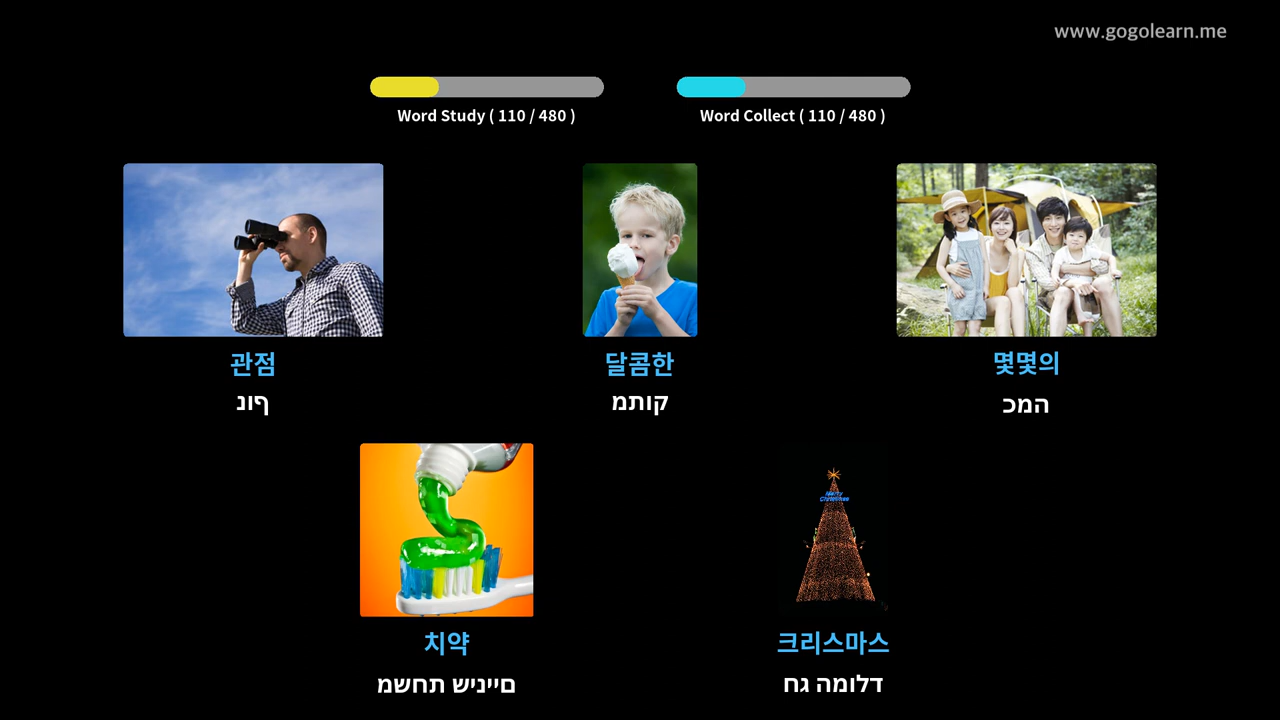 www.gogolearn.me
Word Study ( 110 / 480 )
Word Collect ( 110 / 480 )
관점
ףונ
달콤한
קותמ
몇몇의
המכ
치약
םייניש תחשמ
크리스마스
דלומה גח